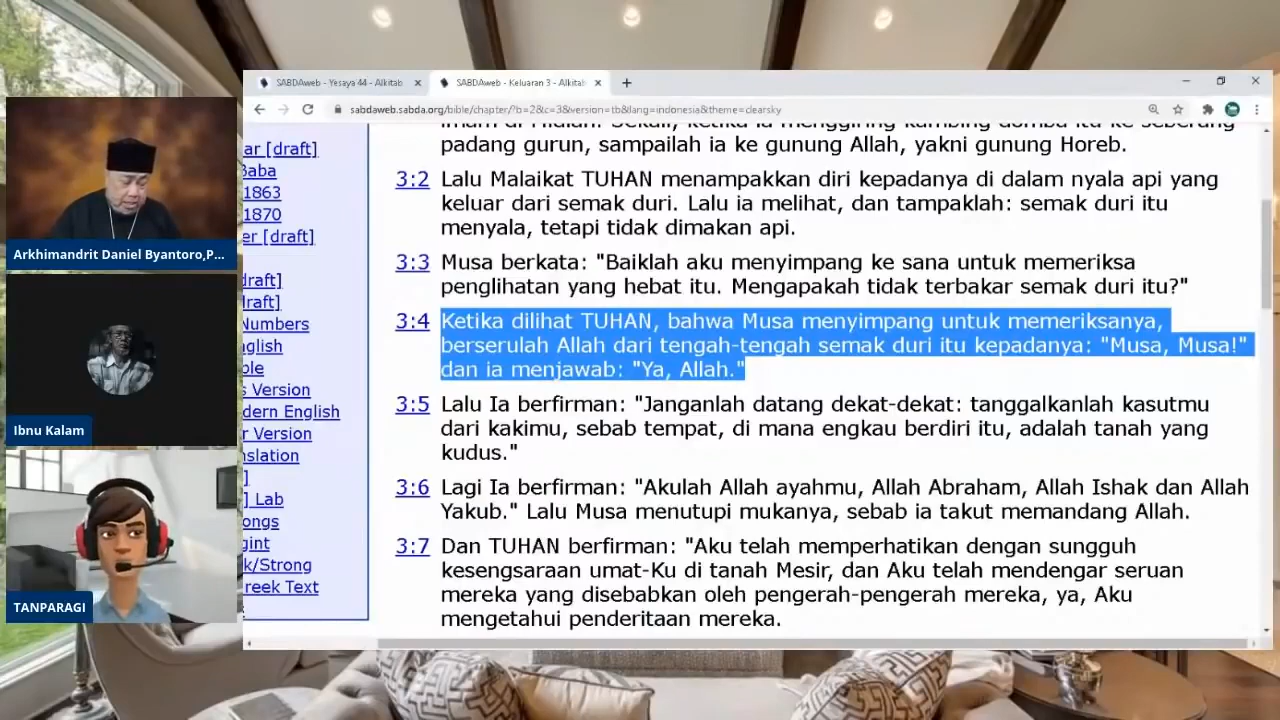 SABDAweb - Yesaya 44 - Alkitab
SABDAweb - Keluaran 3 - Alkitab
sabdaweb.sabda.org/bible/chapter/?b=2&c=3&version=tb&lang=indonesia&theme=clearsky
Arkhimandrit Daniel Byantoro,P...
Ibnu Kalam
TANPARAGI
ar [draft]
Baba
1863
1870
er [draft]
draft]
raft]
Numbers
nglish
ble
s Version
dern English
r Version
nslation
]
] Lab
ongs
gint
k/Strong
reek Text
padang gurun, sampailah ia ke gunung Allah, yakni gunung Horeb.
3:2 Lalu Malaikat TUHAN menampakkan diri kepadanya di dalam nyala api yang
keluar dari semak duri. Lalu ia melihat, dan tampaklah: semak duri itu
menyala, tetapi tidak dimakan api.
3:3 Musa berkata: "Baiklah aku menyimpang ke sana untuk memeriksa
penglihatan yang hebat itu. Mengapakah tidak terbakar semak duri itu?"
3:4 Ketika dilihat TUHAN, bahwa Musa menyimpang untuk memeriksanya,
berserulah Allah dari tengah-tengah semak duri itu kepadanya: "Musa, Musa!"
dan ia menjawab: "Ya, Allah."
3:5 Lalu Ia berfirman: "Janganlah datang dekat-dekat: tanggalkanlah kasutmu
dari kakimu, sebab tempat, di mana engkau berdiri itu, adalah tanah yang
kudus."
3:6 Lagi Ia berfirman: "Akulah Allah ayahmu, Allah Abraham, Allah Ishak dan Allah
Yakub." Lalu Musa menutupi mukanya, sebab ia takut memandang Allah.
3:7 Dan TUHAN berfirman: "Aku telah memperhatikan dengan sungguh
kesengsaraan umat-Ku di tanah Mesir, dan Aku telah mendengar seruan
mereka yang disebabkan oleh pengerah-pengerah mereka, ya, Aku
mengetahui penderitaan mereka.